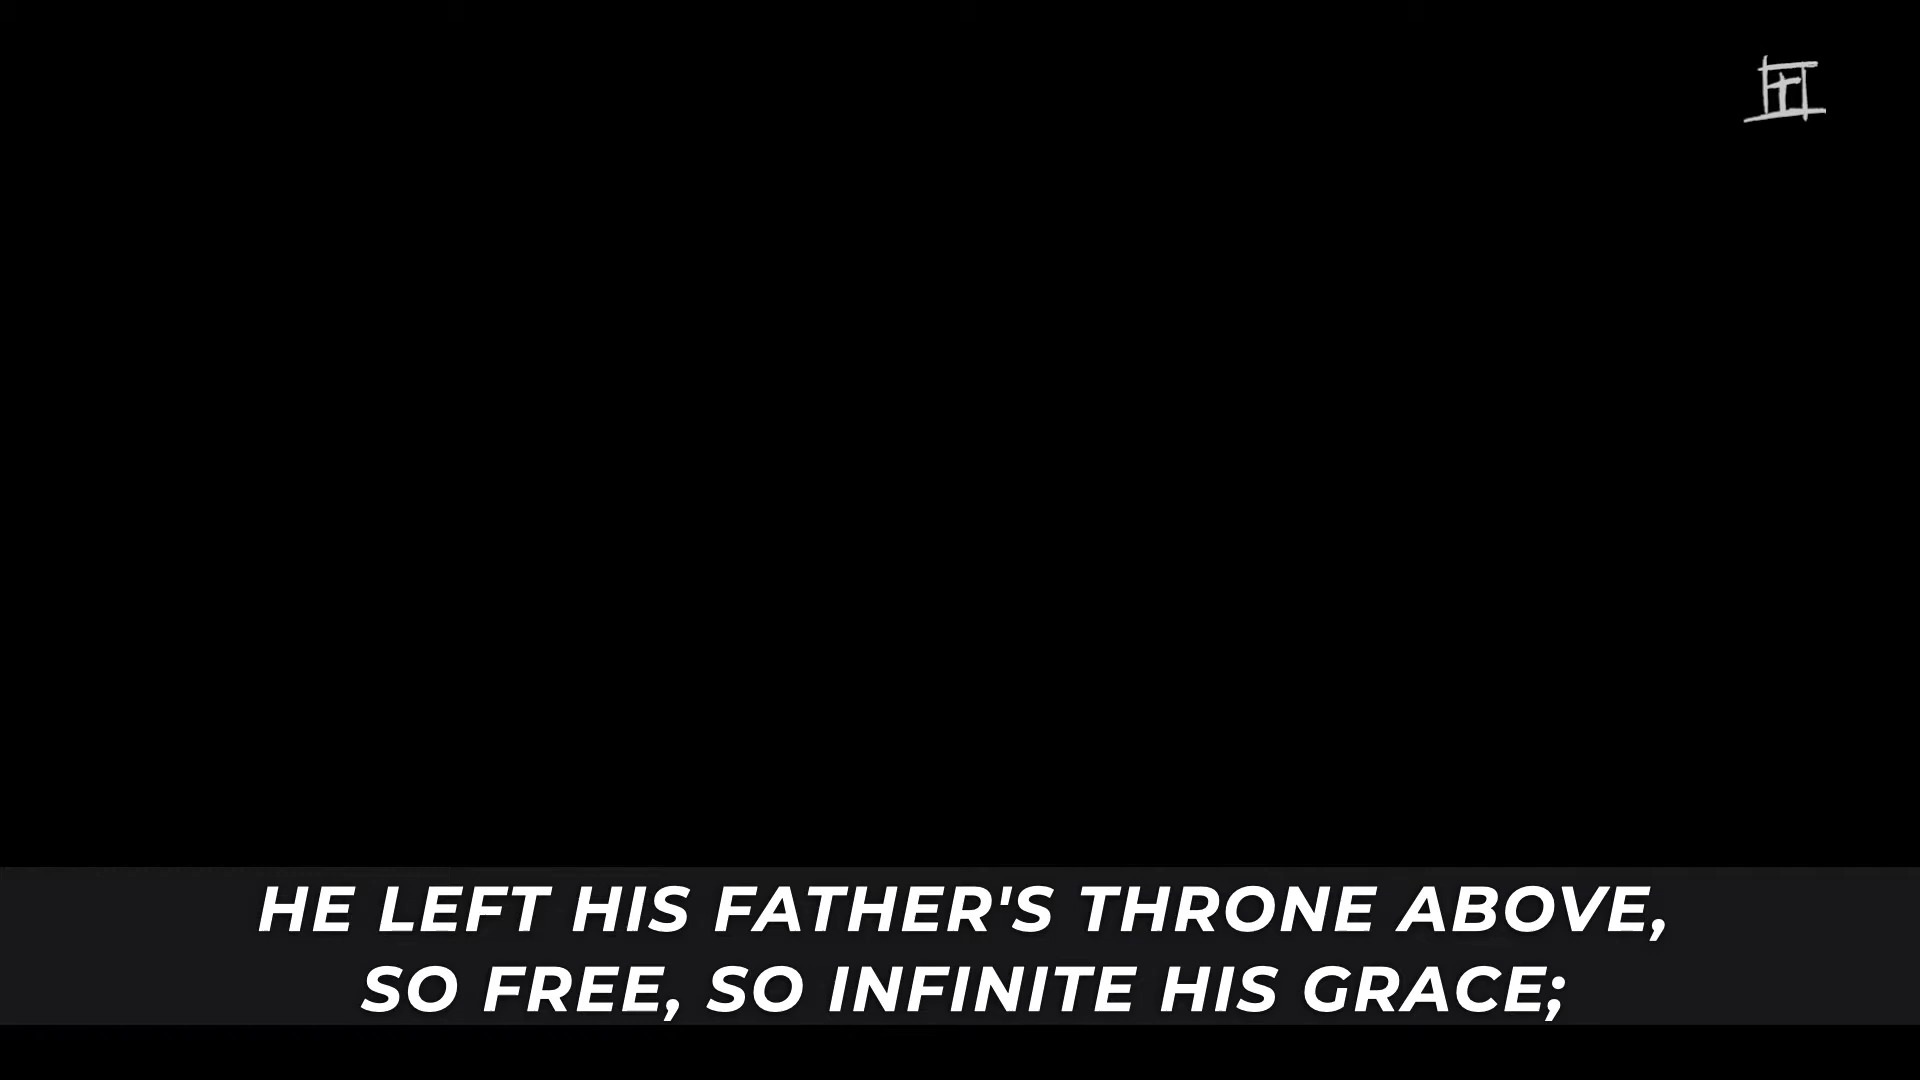 HE LEFT HIS FATHER'S THRONE ABOVE,
SO FREE, SO INFINITE HIS GRACE;